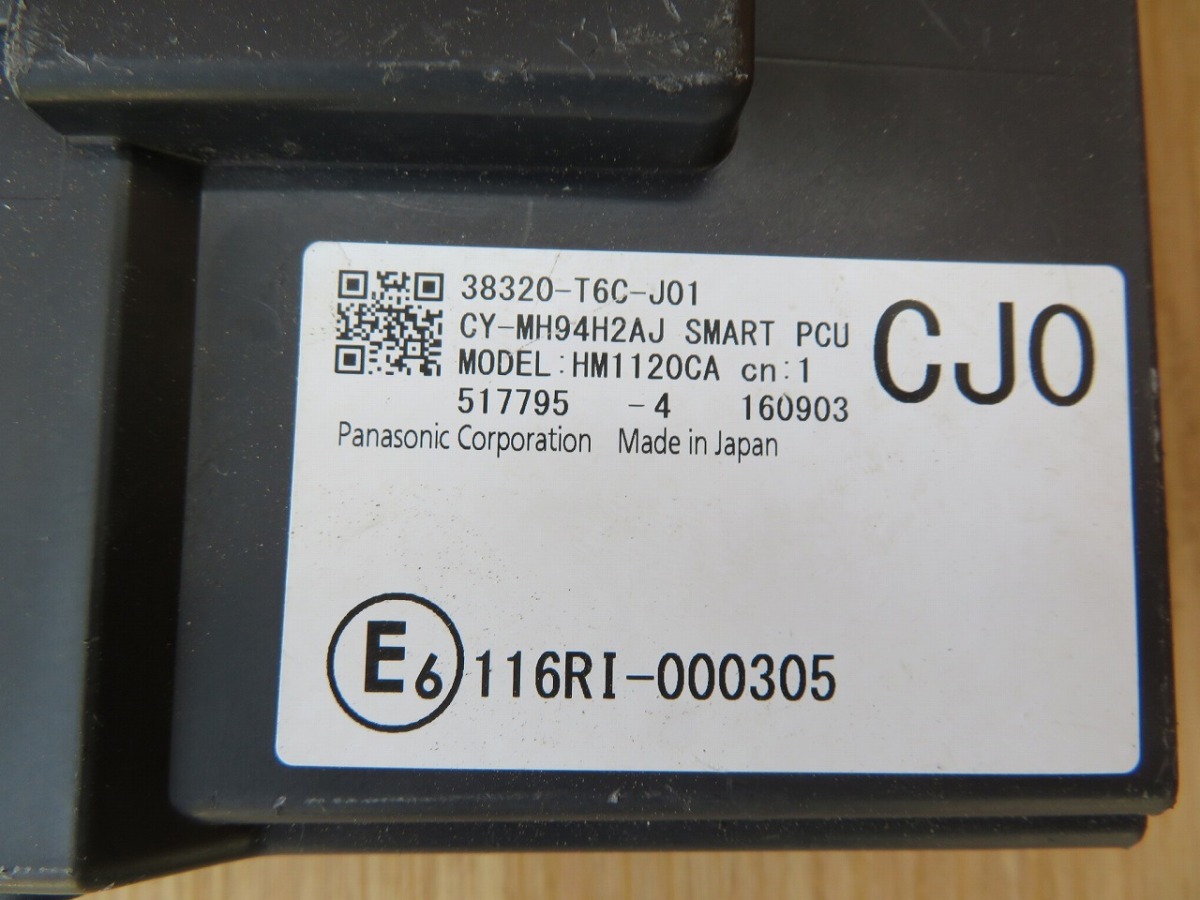 38320-T6C-J01
CY-MH94H2AJ SMART PCU
MODEL:HM1120CA cn:1
517795 -4 160903
CJ0
Panasonic Corporation Made in Japan
E6 116RI-000305